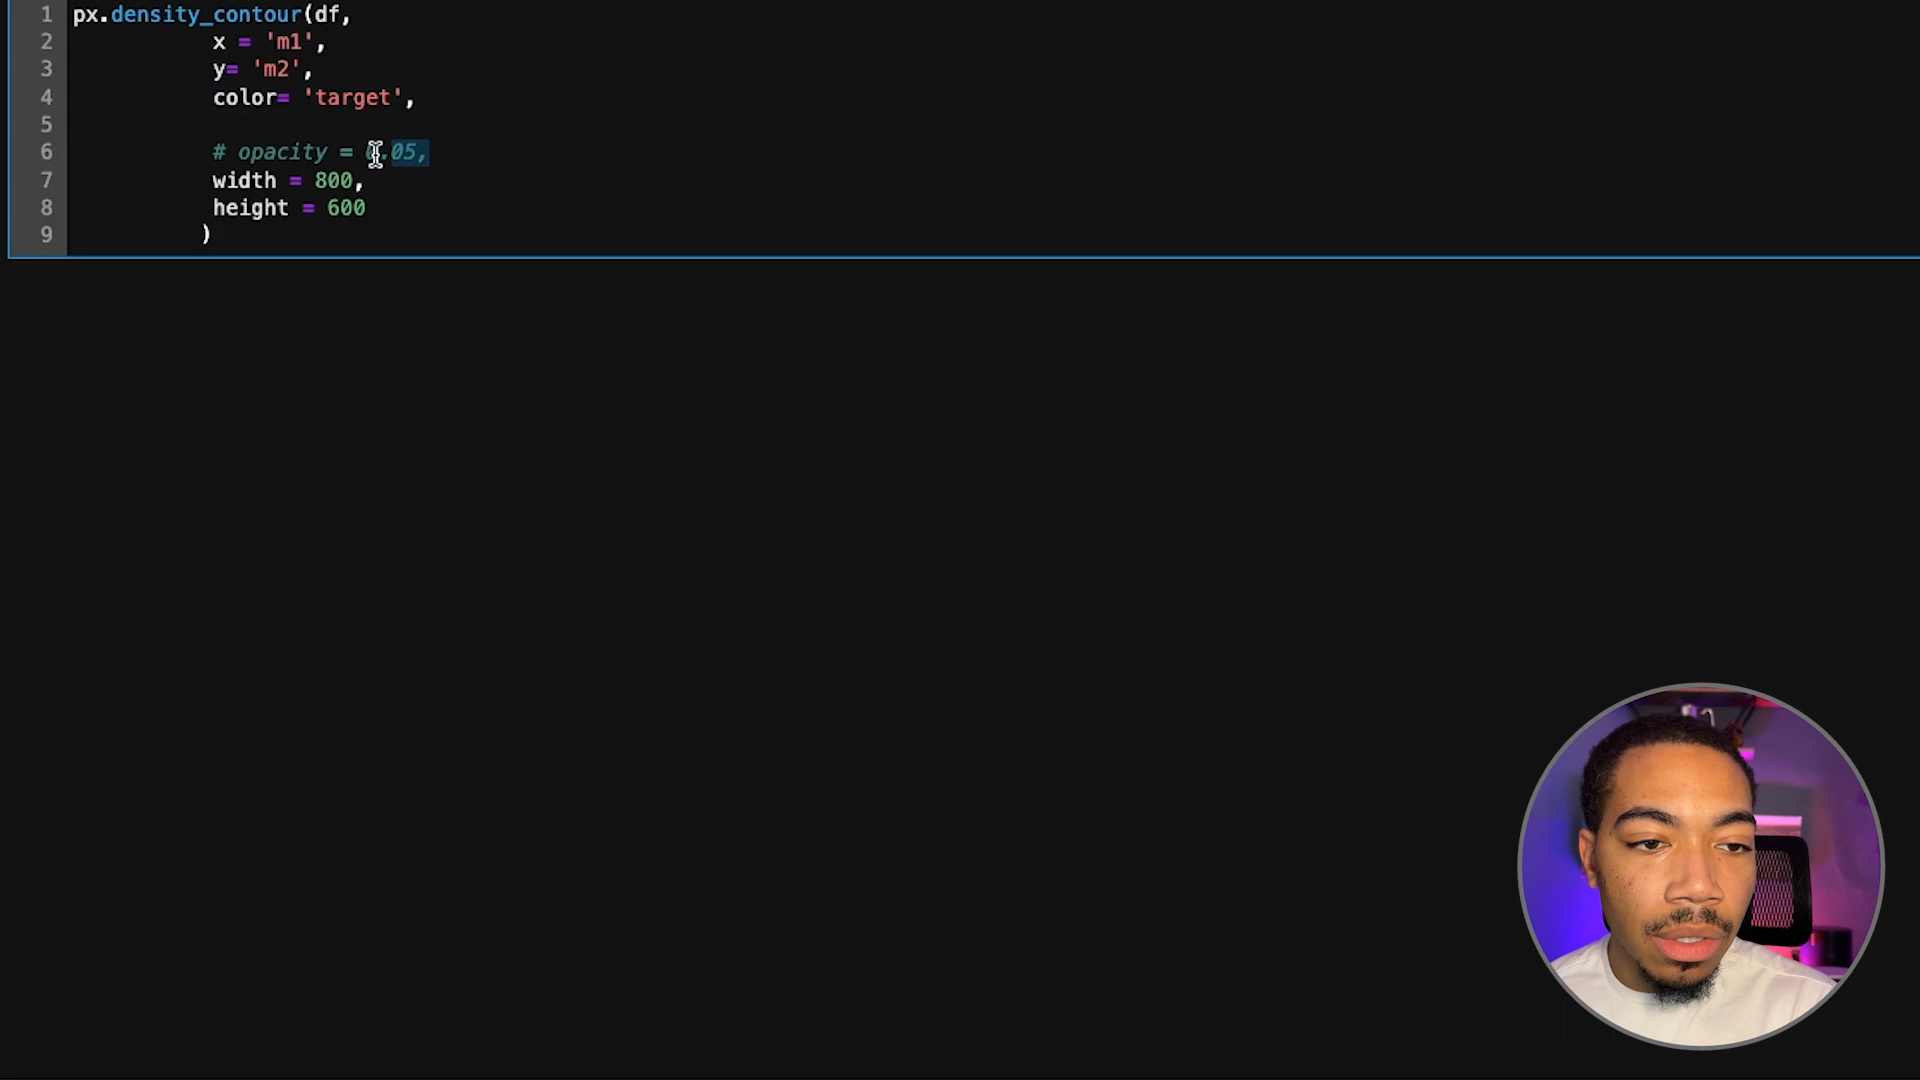 1 px.density_contour(df,
2 x = 'm1',
3 y= 'm2',
4 color= 'target',
5
6 # opacity = 0.05,
7 width = 800,
8 height = 600
9 )